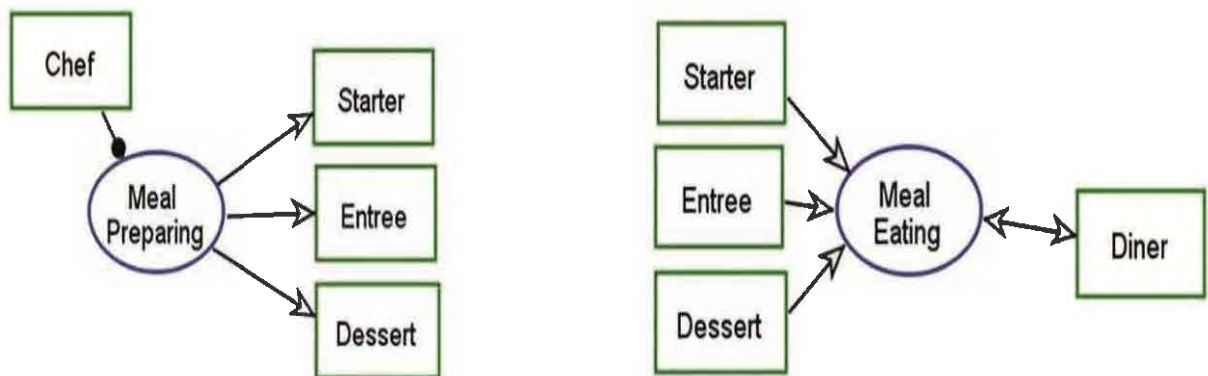 Chef
Meal
Preparing
Starter
Entree
Dessert
Starter
Entree
Dessert
Meal
Eating
Diner